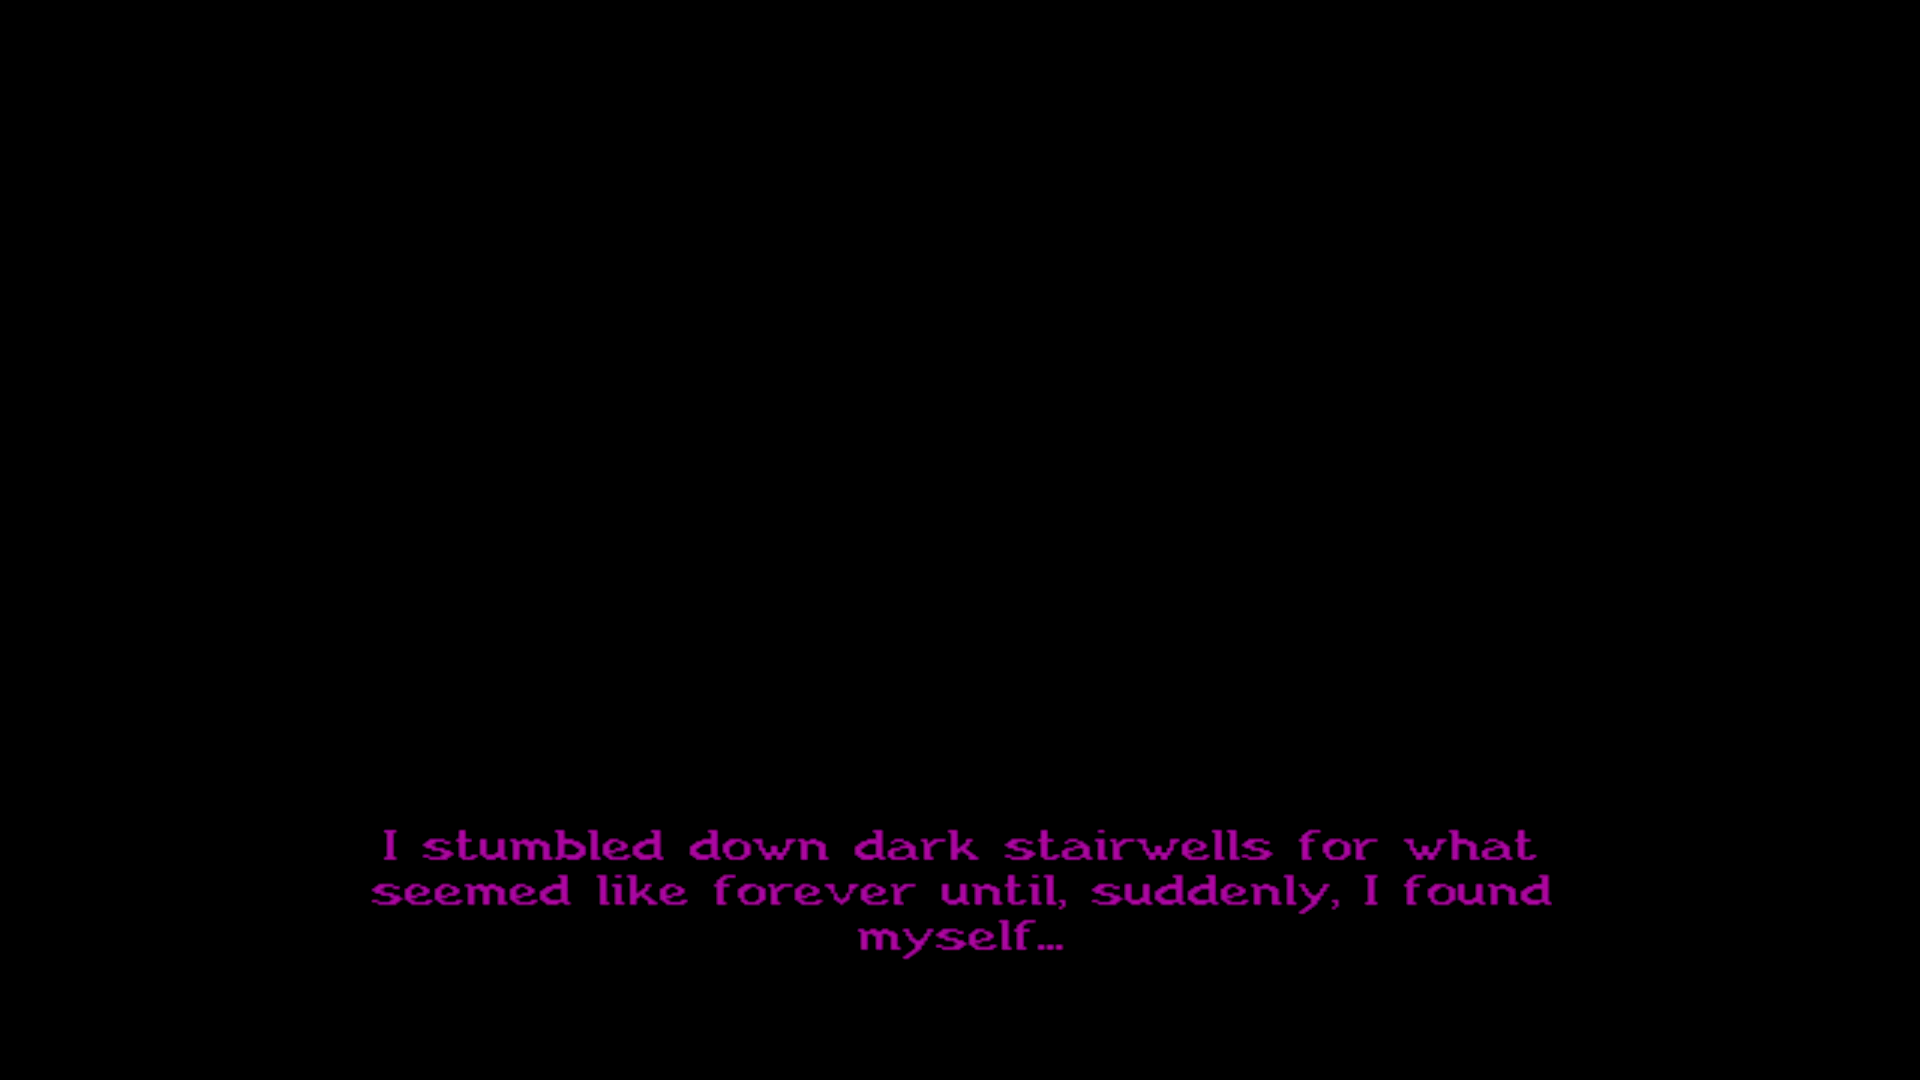 I stumbled down dark stairwells for what
seemed like forever until, suddenly, I found
myself...